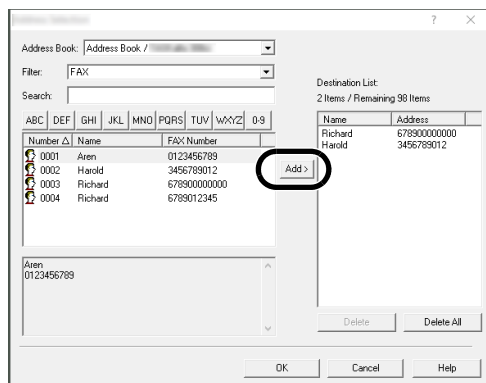 ? ×
Address Book: Address Book /
Filter: FAX
Search:
ABC DEF GHI JKL MNO PQRS TUV WXYZ 0-9
Number Name FAX Number
0001 Aren 0123456789
0002 Harold 3456789012
0003 Richard 678900000000
0004 Richard 6789012345
Aren
0123456789
Add >
Destination List:
2 Items / Remaining 98 Items
Name Address
Richard 678900000000
Harold 3456789012
Delete Delete All
OK Cancel Help